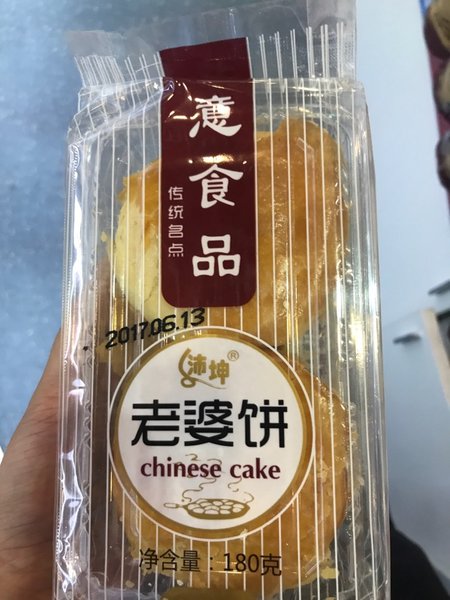 意食品
传统名点
2017.06.13
沛坤®
老婆饼
chinese cake
净含量：180克